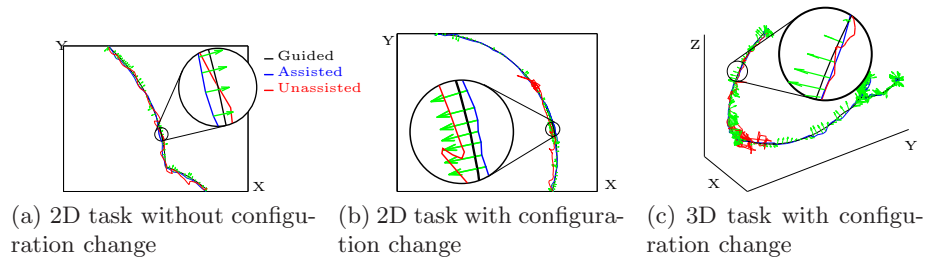 Y
Guided
Assisted
Unassisted
X
(a) 2D task without configu-
ration change
Y
X
(b) 2D task with configura-
tion change
Z
Y
X
(c) 3D task with configu-
ration change